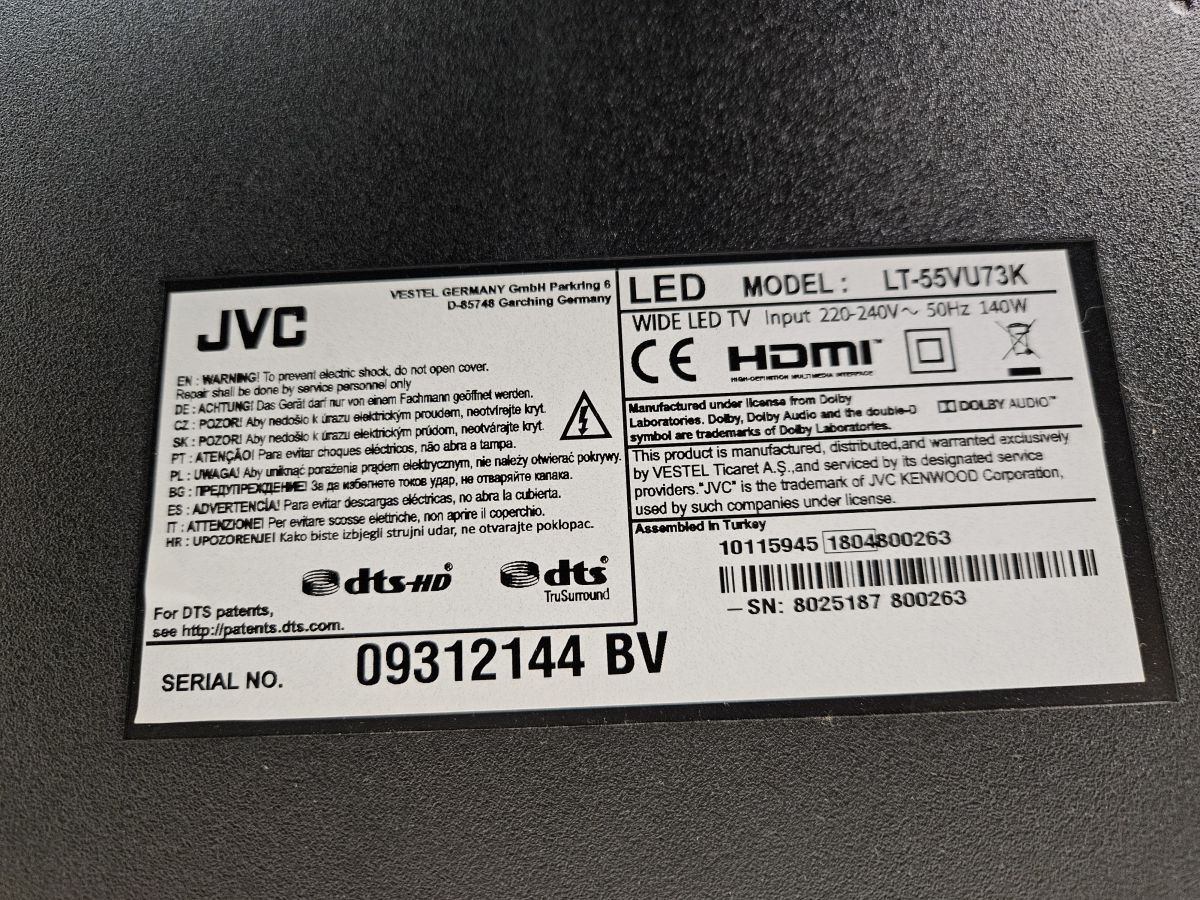 JVC
VESTEL GERMANY GmbH Parkring 6
D-85748 Garching Germany
EN : WARNING! To prevent electric shock, do not open cover.
Repair shall be done by service personnel only
DE : ACHTUNG! Das Gerät darf nur von einem Fachmann geöffnet werden.
CZ : POZOR! Aby nedošlo k úrazu elektrickým proudem, neotvírejte kryt.
SK : POZOR! Aby nedošlo k úrazu elektrickým prúdom, neotvárajte kryt.
PT : ATENÇÃO! Para evitar choques eléctricos, não abra a tampa.
PL : UWAGA! Aby uniknąć porażenia prądem elektrycznym, nie należy otwierać pokrywy.
BG : ПРЕДУПРЕЖДЕНИЕ! За да избегнете токов удар, не отваряйте капака.
ES : ADVERTENCIA! Para evitar descargas eléctricas, no abra la cubierta.
IT : ATTENZIONE! Per evitare scosse elettriche, non aprire il coperchio.
HR : UPOZORENJE! Kako biste izbjegli strujni udar, ne otvarajte poklopac.
dts-HD®
dts®
TruSurround
For DTS patents,
see http://patents.dts.com.
LED MODEL : LT-55VU73K
WIDE LED TV Input 220-240V~ 50Hz 140W
CE HDMI™
HIGH-DEFINITION MULTIMEDIA INTERFACE
Manufactured under license from Dolby
Laboratories. Dolby, Dolby Audio and the double-D
symbol are trademarks of Dolby Laboratories.
DOLBY AUDIO™
This product is manufactured, distributed,and warranted exclusively
by VESTEL Ticaret A.Ş.,and serviced by its designated service
providers."JVC" is the trademark of JVC KENWOOD Corporation,
used by such companies under license.
Assembled in Turkey
10115945 1804800263
–SN: 8025187 800263
SERIAL NO. 09312144 BV